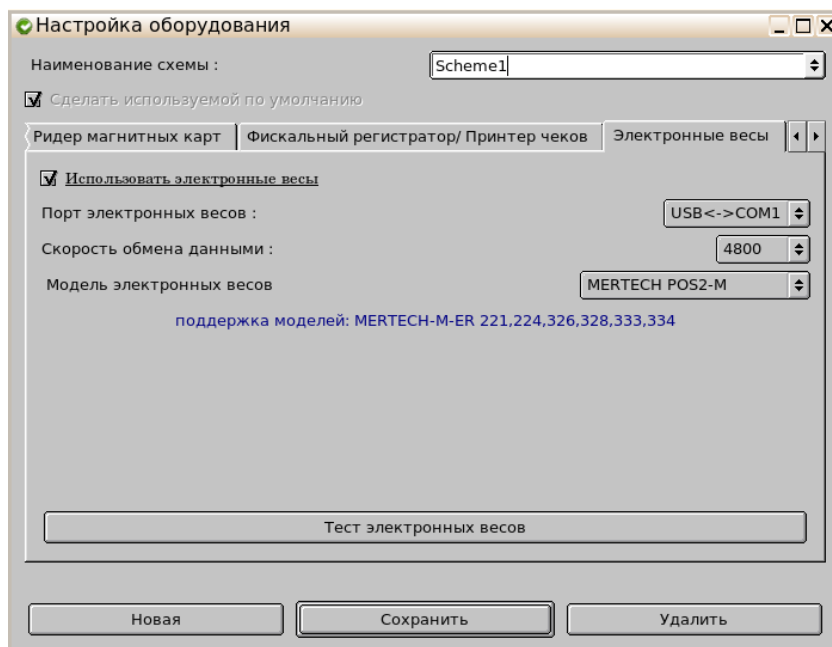 Настройка оборудования
Наименование схемы : Scheme1
Сделать используемой по умолчанию
Ридер магнитных карт Фискальный регистратор/ Принтер чеков Электронные весы
Использовать электронные весы
Порт электронных весов : USB<->COM1
Скорость обмена данными : 4800
Модель электронных весов MERTECH POS2-M
поддержка моделей: MERTECH-M-ER 221,224,326,328,333,334
Тест электронных весов
Новая Сохранить Удалить